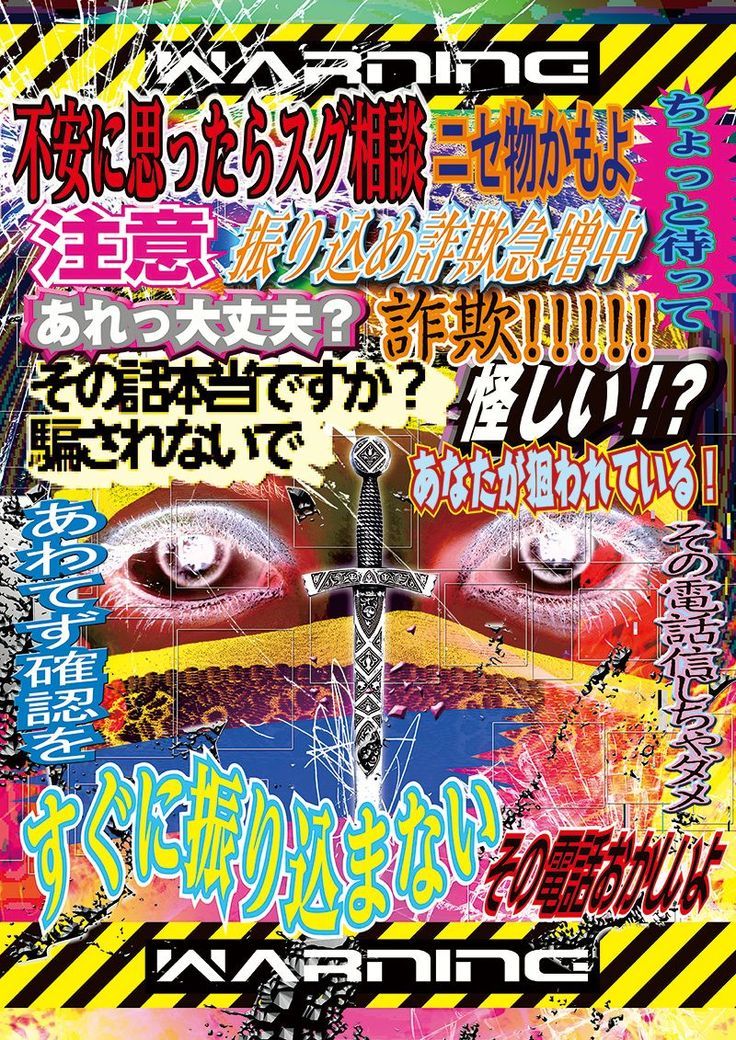 WARNING
不安に思ったらスグ相談
ニセ物かもよ
ちょっと待って
注意
振り込め詐欺急増中
あれっ大丈夫?
詐欺!!!!!
その話本当ですか?
騙されないで
怪しい!?
あなたが狙われている!
あわてず確認を
その電話信じちゃダメ
すぐに振り込まない
その電話おかしいよ
WARNING